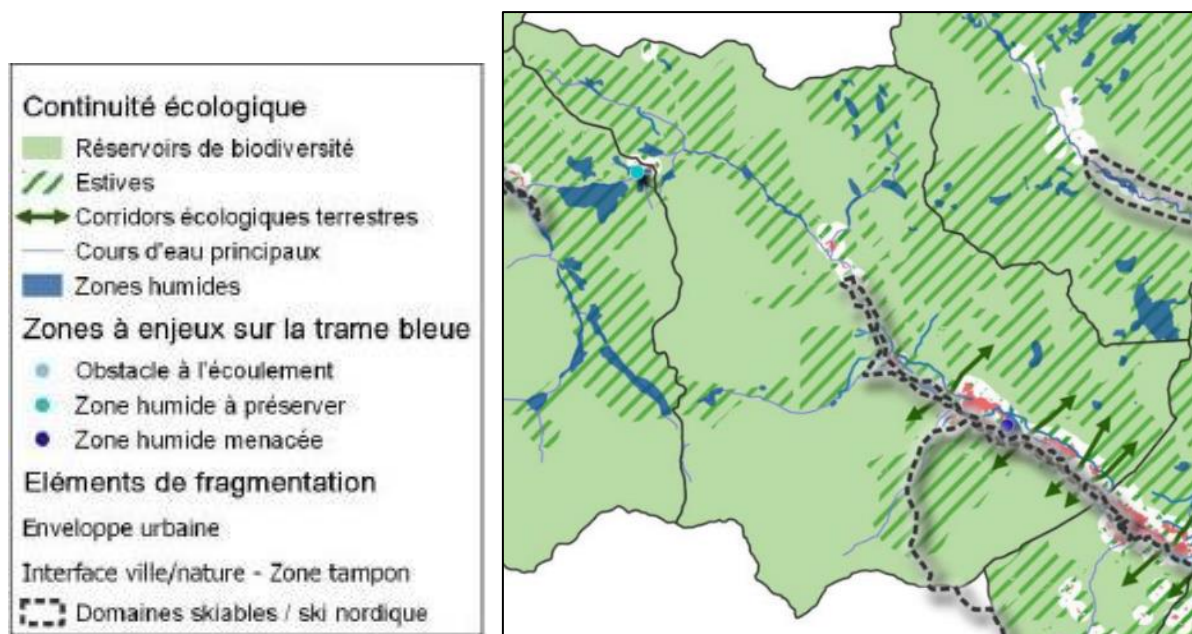 Continuité écologique
Réservoirs de biodiversité
Estives
Corridors écologiques terrestres
Cours d'eau principaux
Zones humides
Zones à enjeux sur la trame bleue
Obstacle à l'écoulement
Zone humide à préserver
Zone humide menacée
Eléments de fragmentation
Enveloppe urbaine
Interface ville/nature - Zone tampon
Domaines skiables / ski nordique